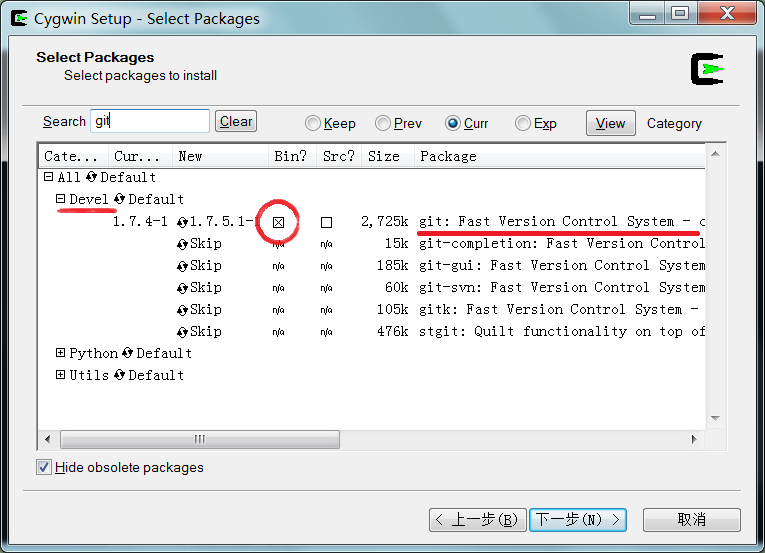 Cygwin Setup - Select Packages
Select Packages
Select packages to install
Search git Clear Keep Prev Curr Exp View Category
Cate... Cur... New Bin? Src? Size Package
All Default
Devel Default
1.7.4-1 1.7.5.1-1 2,725k git: Fast Version Control System - c
Skip n/a n/a 15k git-completion: Fast Version Control
Skip n/a n/a 185k git-gui: Fast Version Control System
Skip n/a n/a 60k git-svn: Fast Version Control System
Skip n/a n/a 105k gitk: Fast Version Control System -
Skip n/a n/a 476k stgit: Quilt functionality on top of
Python Default
Utils Default
Hide obsolete packages
< 上一步(B) 下一步(N) > 取消